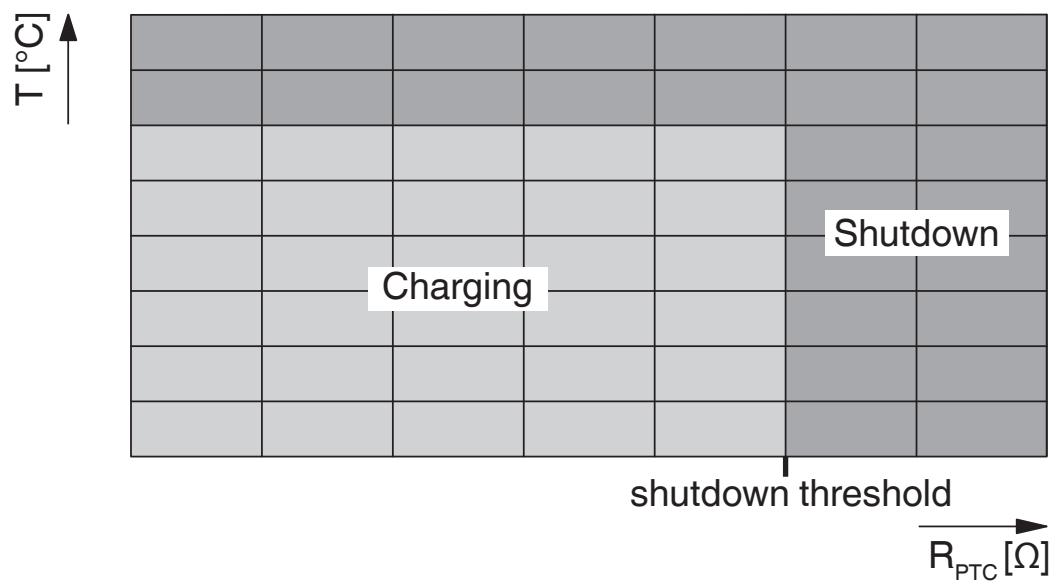 T [°C]
Shutdown
Charging
shutdown threshold
R_PTC [Ω]